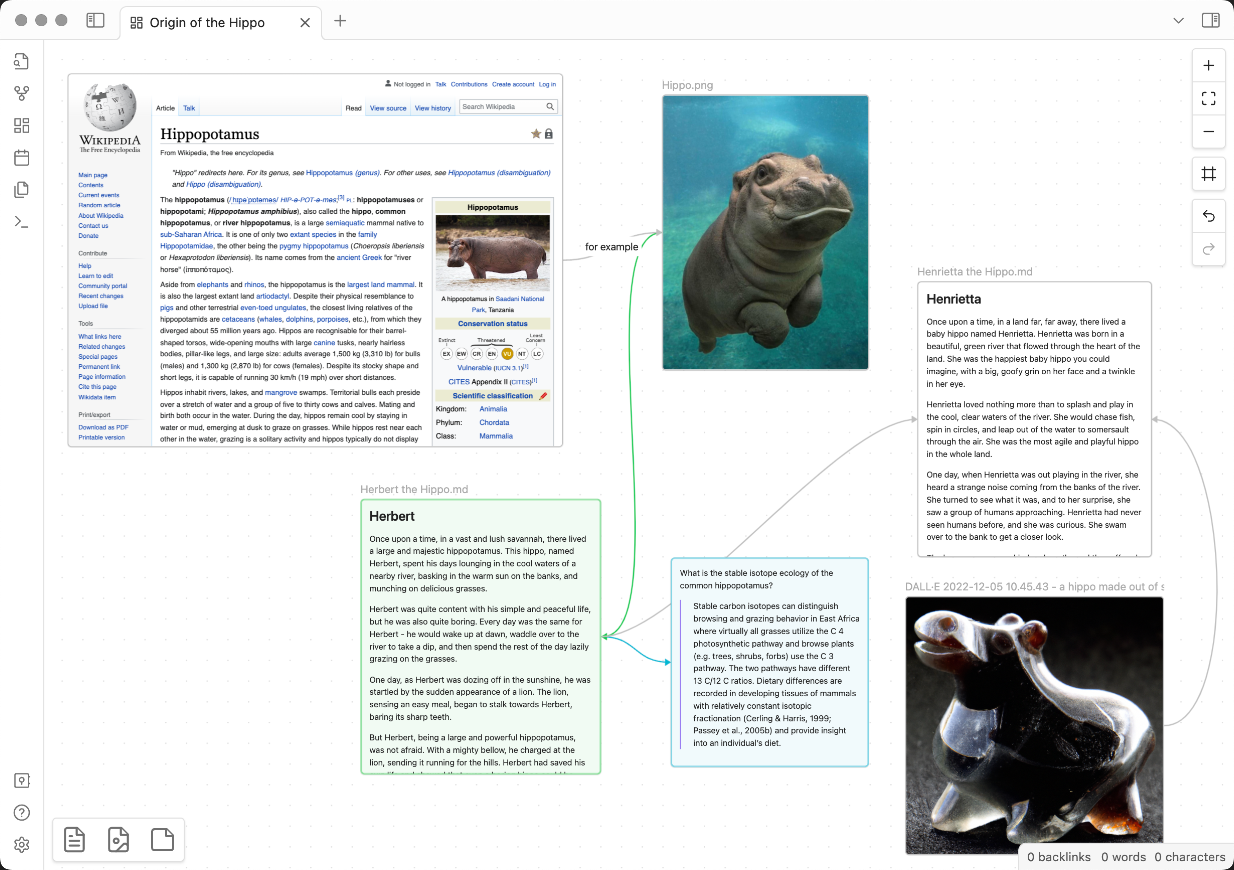 Origin of the Hippo
Not logged in Talk Contributions Create account Log in
Article Talk Read View source View history Search Wikipedia
WIKIPEDIA
The Free Encyclopedia
Main page
Contents
Current events
Random article
About Wikipedia
Contact us
Donate
Contribute
Help
Learn to edit
Community portal
Recent changes
Upload file
Tools
What links here
Related changes
Special pages
Permanent link
Page information
Cite this page
Wikidata item
Print/export
Download as PDF
Printable version
Hippopotamus
From Wikipedia, the free encyclopedia
"Hippo" redirects here. For its genus, see Hippopotamus (genus). For other uses, see Hippopotamus (disambiguation)
and Hippo (disambiguation).
The hippopotamus (/ˌhɪpəˈpɒtəməs/ HIP-ə-POT-ə-məs;[3] pl.: hippopotamuses or
hippopotami; Hippopotamus amphibius), also called the hippo, common
hippopotamus, or river hippopotamus, is a large semiaquatic mammal native to
sub-Saharan Africa. It is one of only two extant species in the family
Hippopotamidae, the other being the pygmy hippopotamus (Choeropsis liberiensis
or Hexaprotodon liberiensis). Its name comes from the ancient Greek for "river
horse" (ἱπποπόταμος).
Aside from elephants and rhinos, the hippopotamus is the largest land mammal. It
is also the largest extant land artiodactyl. Despite their physical resemblance to
pigs and other terrestrial even-toed ungulates, the closest living relatives of the
hippopotamids are cetaceans (whales, dolphins, porpoises, etc.), from which they
diverged about 55 million years ago. Hippos are recognisable for their barrel-
shaped torsos, wide-opening mouths with large canine tusks, nearly hairless
bodies, pillar-like legs, and large size: adults average 1,500 kg (3,310 lb) for bulls
(males) and 1,300 kg (2,870 lb) for cows (females). Despite its stocky shape and
short legs, it is capable of running 30 km/h (19 mph) over short distances.
Hippos inhabit rivers, lakes, and mangrove swamps. Territorial bulls each preside
over a stretch of water and a group of five to thirty cows and calves. Mating and
birth both occur in the water. During the day, hippos remain cool by staying in
water or mud, emerging at dusk to graze on grasses. While hippos rest near each
other in the water, grazing is a solitary activity and hippos typically do not display
Hippopotamus
A hippopotamus in Saadani National
Park, Tanzania
Conservation status
Extinct Threatened Least
Concern
EX EW CR EN VU NT LC
Vulnerable (IUCN 3.1)[1]
CITES Appendix II (CITES)[1]
Scientific classification
Kingdom: Animalia
Phylum: Chordata
Class: Mammalia
for example
Hippo.png
Henrietta the Hippo.md
Henrietta
Once upon a time, in a land far, far away, there lived a
baby hippo named Henrietta. Henrietta was born in a
beautiful, green river that flowed through the heart of the
land. She was the happiest baby hippo you could
imagine, with a big, goofy grin on her face and a twinkle
in her eye.
Henrietta loved nothing more than to splash and play in
the cool, clear waters of the river. She would chase fish,
spin in circles, and leap out of the water to somersault
through the air. She was the most agile and playful hippo
in the whole land.
One day, when Henrietta was out playing in the river, she
heard a strange noise coming from the banks of the river.
She turned to see what it was, and to her surprise, she
saw a group of humans approaching. Henrietta had never
seen humans before, and she was curious. She swam
over to the bank to get a closer look.
Herbert the Hippo.md
Herbert
Once upon a time, in a vast and lush savannah, there lived
a large and majestic hippopotamus. This hippo, named
Herbert, spent his days lounging in the cool waters of a
nearby river, basking in the warm sun on the banks, and
munching on delicious grasses.
Herbert was quite content with his simple and peaceful life,
but he was also quite boring. Every day was the same for
Herbert - he would wake up at dawn, waddle over to the
river to take a dip, and then spend the rest of the day lazily
grazing on the grasses.
One day, as Herbert was dozing off in the sunshine, he was
startled by the sudden appearance of a lion. The lion,
sensing an easy meal, began to stalk towards Herbert,
baring its sharp teeth.
But Herbert, being a large and powerful hippopotamus,
was not afraid. With a mighty bellow, he charged at the
lion, sending it running for the hills. Herbert had saved his
What is the stable isotope ecology of the
common hippopotamus?
Stable carbon isotopes can distinguish
browsing and grazing behavior in East Africa
where virtually all grasses utilize the C 4
photosynthetic pathway and browse plants
(e.g. trees, shrubs, forbs) use the C 3
pathway. The two pathways have different
13 C/12 C ratios. Dietary differences are
recorded in developing tissues of mammals
with relatively constant isotopic
fractionation (Cerling & Harris, 1999;
Passey et al., 2005b) and provide insight
into an individual's diet.
DALL·E 2022-12-05 10.45.43 - a hippo made out of
0 backlinks 0 words 0 characters